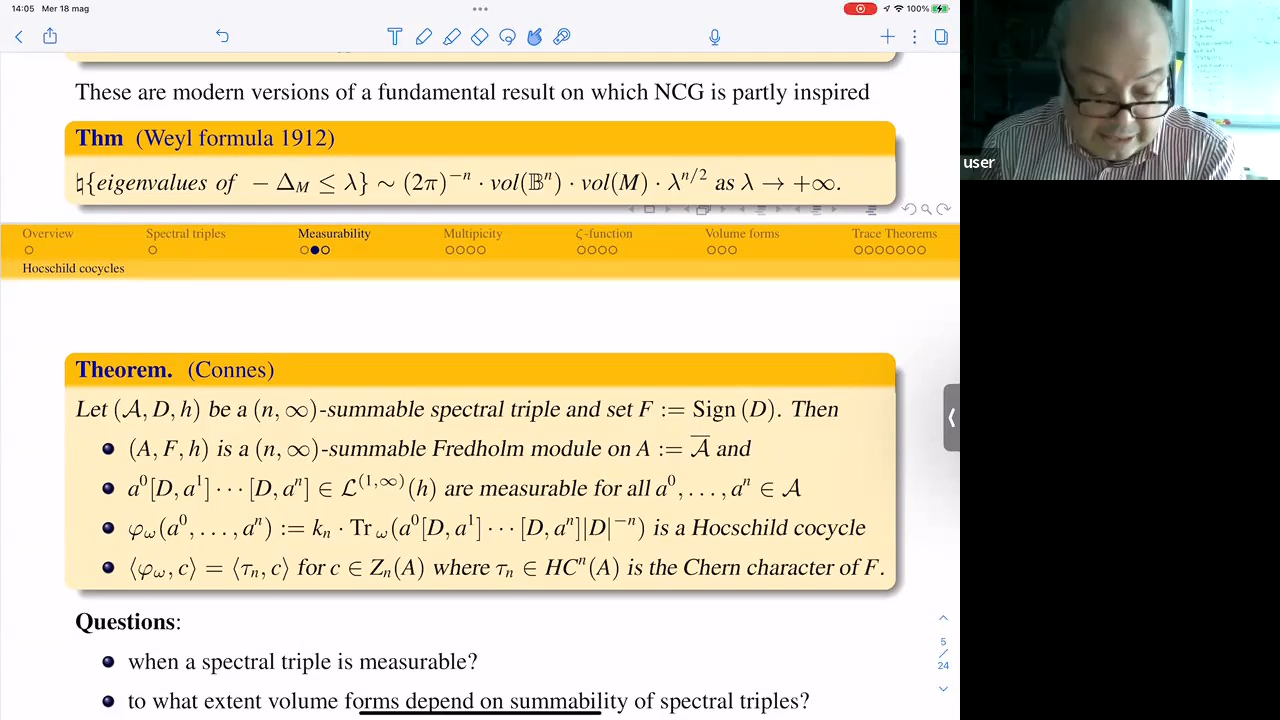 14:05 Mer 18 mag
100%
These are modern versions of a fundamental result on which NCG is partly inspired
Thm (Weyl formula 1912)
♮{eigenvalues of − Δ_M ≤ λ} ∼ (2π)^{−n} · vol(𝔹^n) · vol(M) · λ^{n/2} as λ → +∞.
Overview Spectral triples Measurability Multipicity ζ-function Volume forms Trace Theorems
Hocschild cocycles
Theorem. (Connes)
Let (𝒜, D, h) be a (n, ∞)-summable spectral triple and set F := Sign (D). Then
(A, F, h) is a (n, ∞)-summable Fredholm module on A := \overline{𝒜} and
a^0[D, a^1] · · · [D, a^n] ∈ ℒ^{(1,∞)}(h) are measurable for all a^0, . . . , a^n ∈ 𝒜
φ_ω(a^0, . . . , a^n) := k_n · Tr_ω(a^0[D, a^1] · · · [D, a^n]|D|^{−n}) is a Hocschild cocycle
⟨φ_ω, c⟩ = ⟨τ_n, c⟩ for c ∈ Z_n(A) where τ_n ∈ HC^n(A) is the Chern character of F.
Questions:
when a spectral triple is measurable?
to what extent volume forms depend on summability of spectral triples?
5
/
24
user